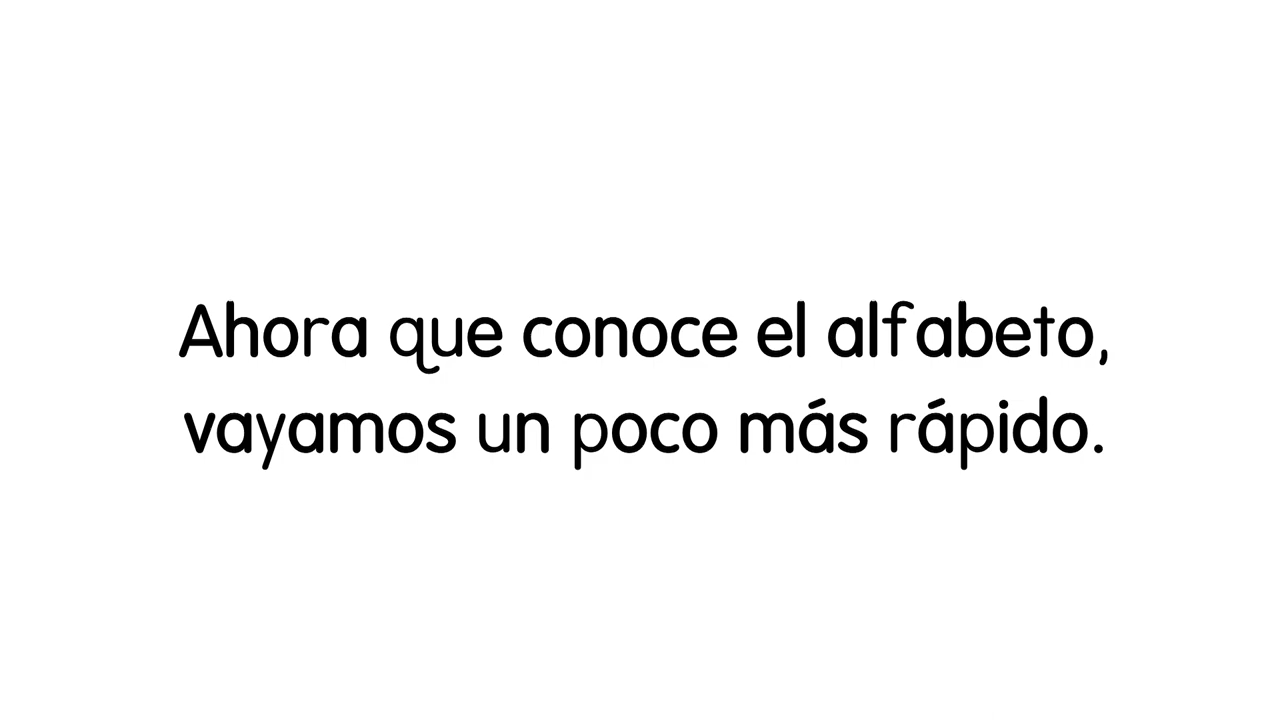 Ahora que conoce el alfabeto,
vayamos un poco más rápido.